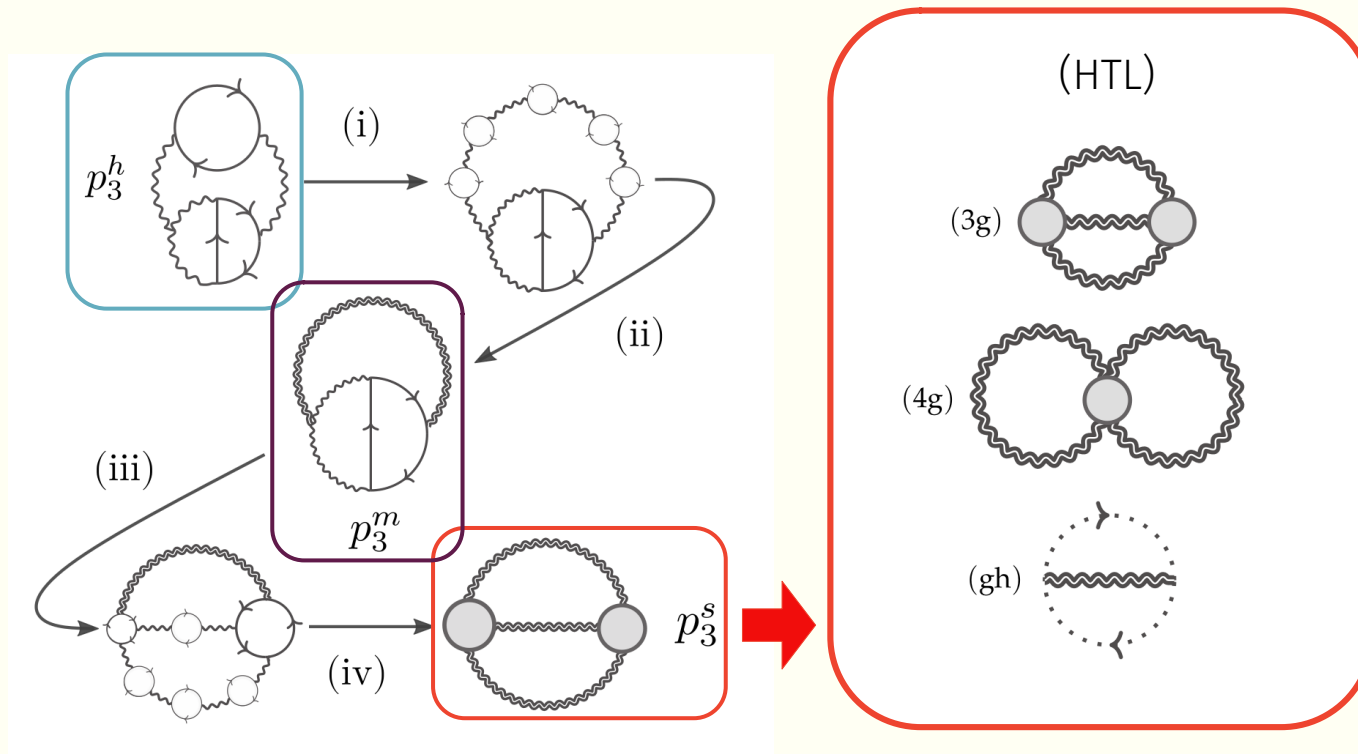 p_3^h
(i)
(ii)
(iii)
p_3^m
(iv)
p_3^s
(HTL)
(3g)
(4g)
(gh)